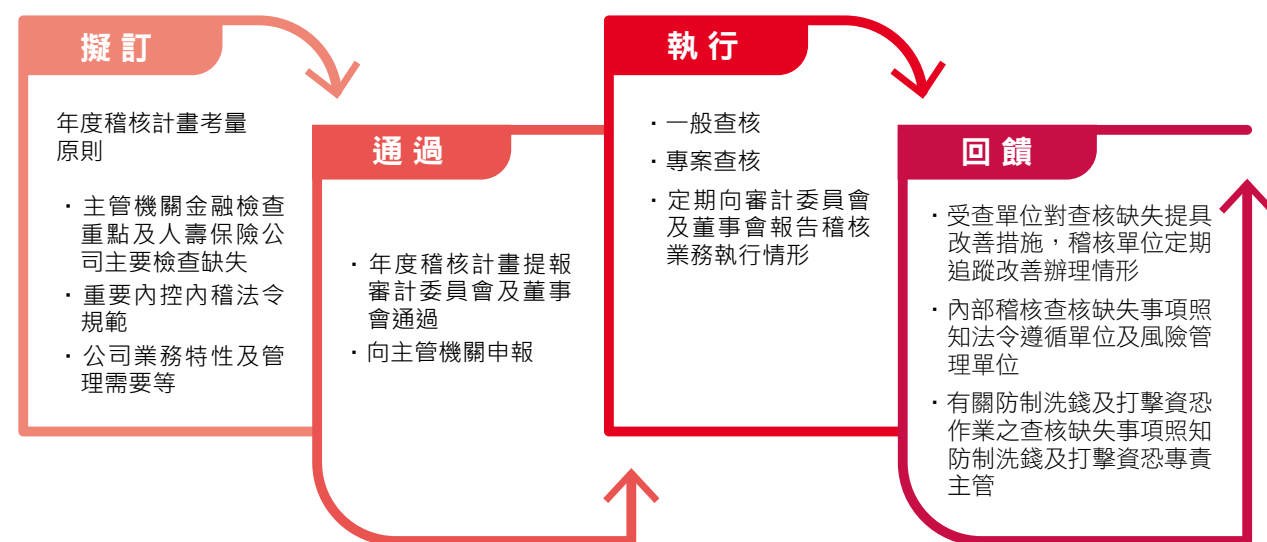 擬訂
年度稽核計畫考量
原則
・主管機關金融檢查
重點及人壽保險公
司主要檢查缺失
・重要內控內稽法令
規範
・公司業務特性及管
理需要等
通過
・年度稽核計畫提報
審計委員會及董事
會通過
・向主管機關申報
執行
・一般查核
・專案查核
・定期向審計委員會
及董事會報告稽核
業務執行情形
回饋
・受查單位對查核缺失提具
改善措施，稽核單位定期
追蹤改善辦理情形
・內部稽核查核缺失事項照
知法令遵循單位及風險管
理單位
・有關防制洗錢及打擊資恐
作業之查核缺失事項照知
防制洗錢及打擊資恐專責
主管